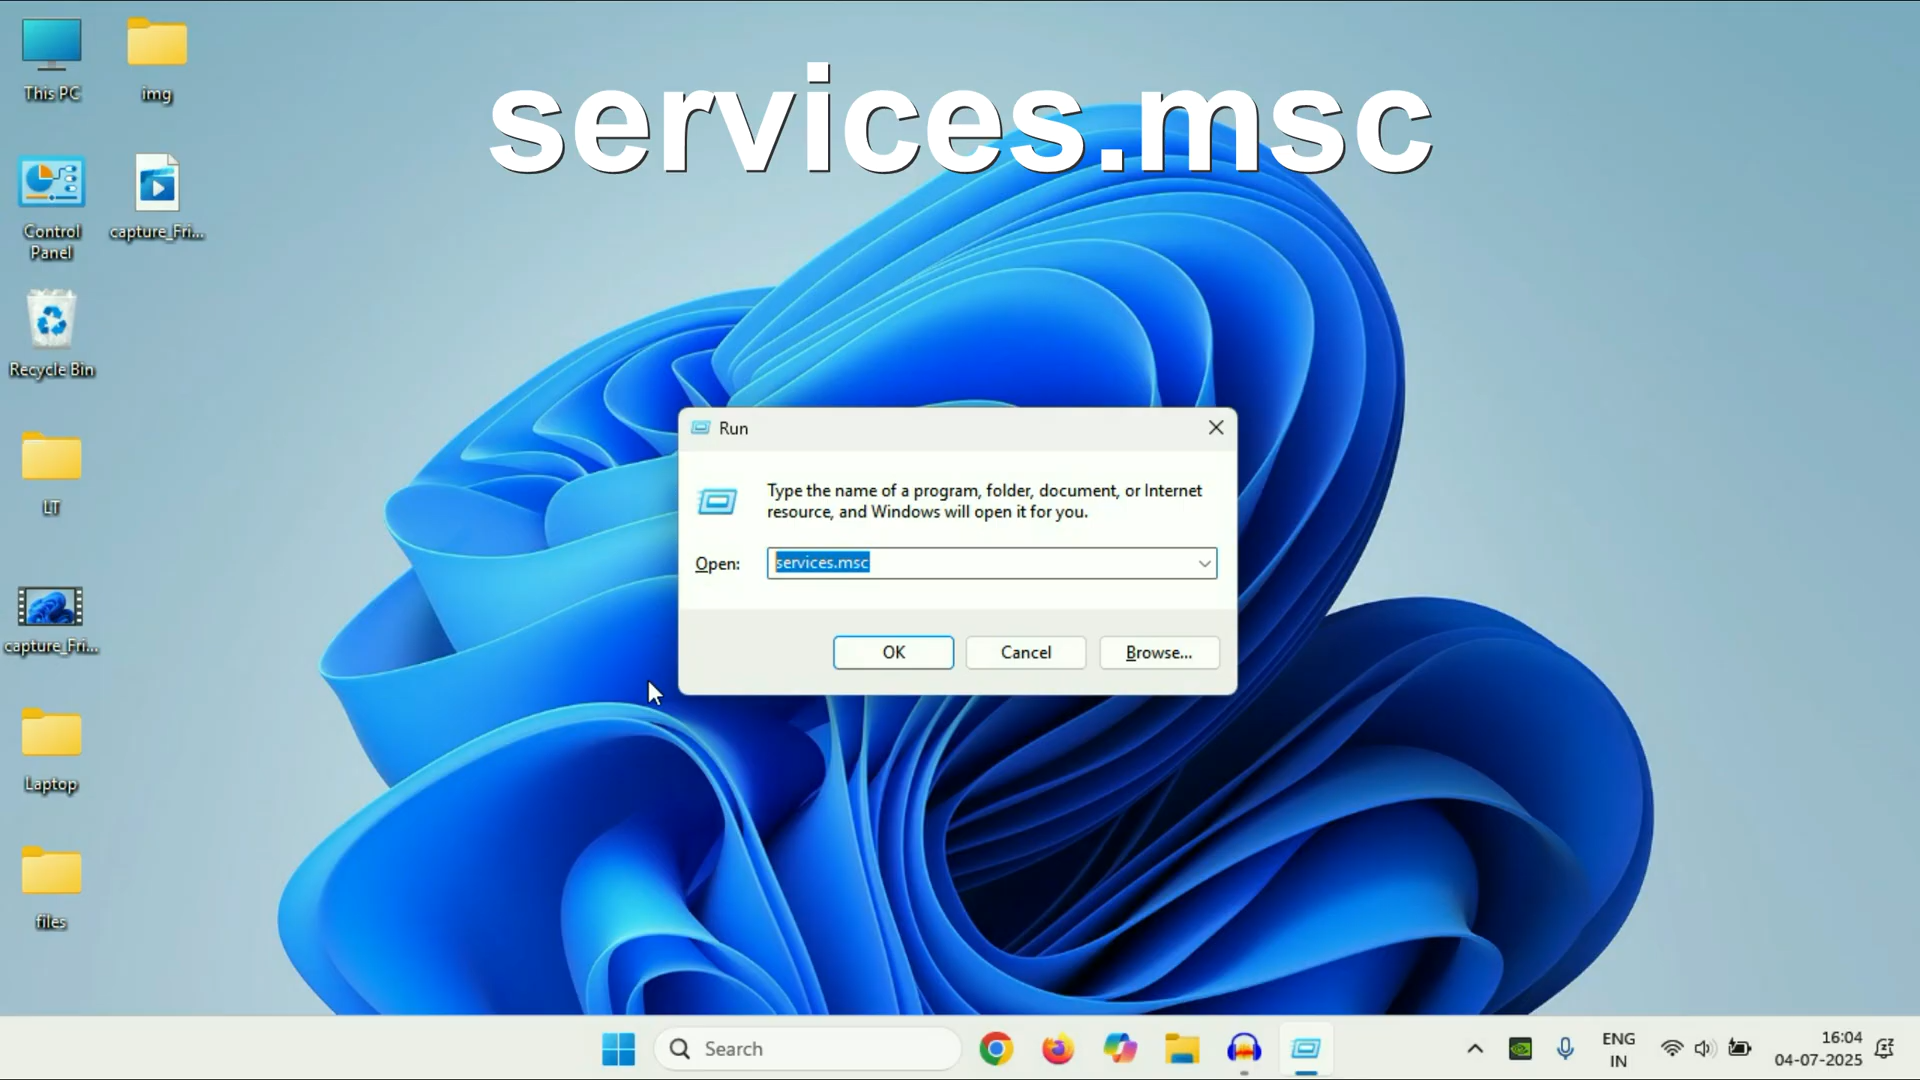 services.msc
This PC
img
Control
Panel
capture_Fri...
Recycle Bin
LT
capture_Fri...
Laptop
files
Run
Type the name of a program, folder, document, or Internet
resource, and Windows will open it for you.
Open:
services.msc
OK
Cancel
Browse...
Search
ENG
IN
16:04
04-07-2025